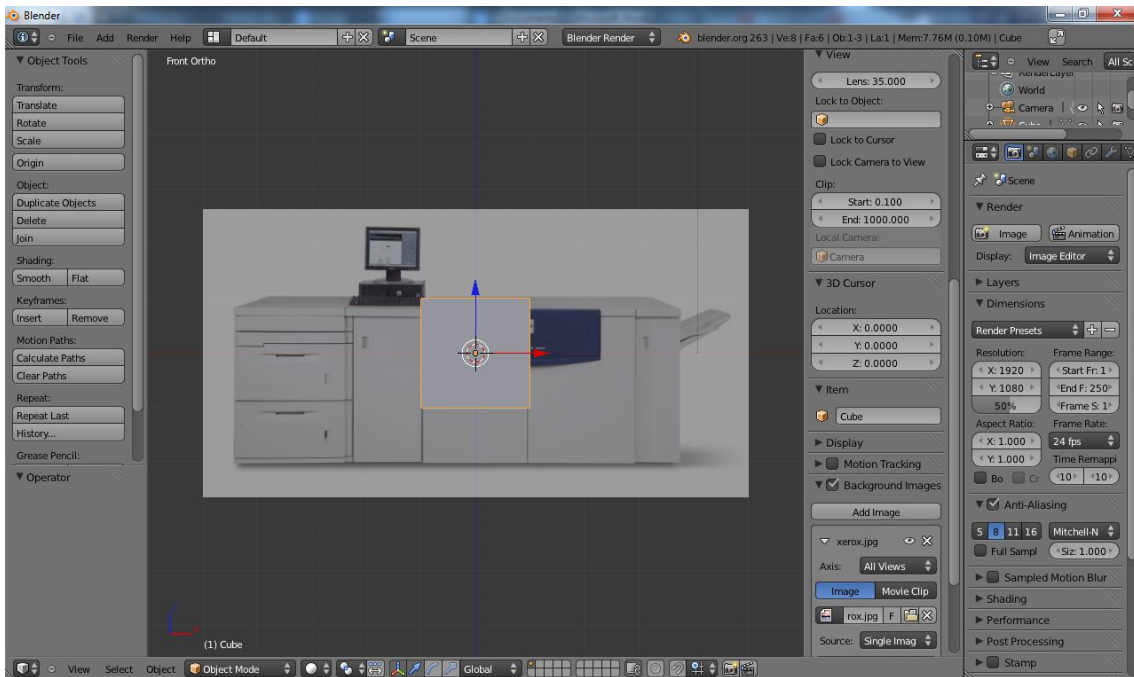 Blender
File Add Render Help Default Scene Blender Render blender.org 263 | Ve:8 | Fa:6 | Ob:1-3 | La:1 | Mem:7.76M (0.10M) | Cube
Object Tools
Transform:
Translate
Rotate
Scale
Origin
Object:
Duplicate Objects
Delete
Join
Shading:
Smooth Flat
Keyframes:
Insert Remove
Motion Paths:
Calculate Paths
Clear Paths
Repeat:
Repeat Last
History...
Grease Pencil:
Operator
Front Ortho
(1) Cube
View
Lens: 35.000
Lock to Object:
Lock to Cursor
Lock Camera to View
Clip:
Start: 0.100
End: 1000.000
Local Camera:
Camera
3D Cursor
Location:
X: 0.0000
Y: 0.0000
Z: 0.0000
Item
Cube
Display
Motion Tracking
Background Images
Add Image
xerox.jpg
Axis: All Views
Image Movie Clip
rox.jpg F
Source: Single Imag
View Search All Sc
RenderLayer
World
Camera
Scene
Render
Image Animation
Display: Image Editor
Layers
Dimensions
Render Presets
Resolution: Frame Range:
X: 1920 Start Fr: 1
Y: 1080 End F: 250
50% Frame S: 1
Aspect Ratio: Frame Rate:
X: 1.000 24 fps
Y: 1.000 Time Remappi
Bo Cr 10 10
Anti-Aliasing
5 8 11 16 Mitchell-N
Full Sampl Siz: 1.000
Sampled Motion Blur
Shading
Performance
Post Processing
Stamp
View Select Object Object Mode Global